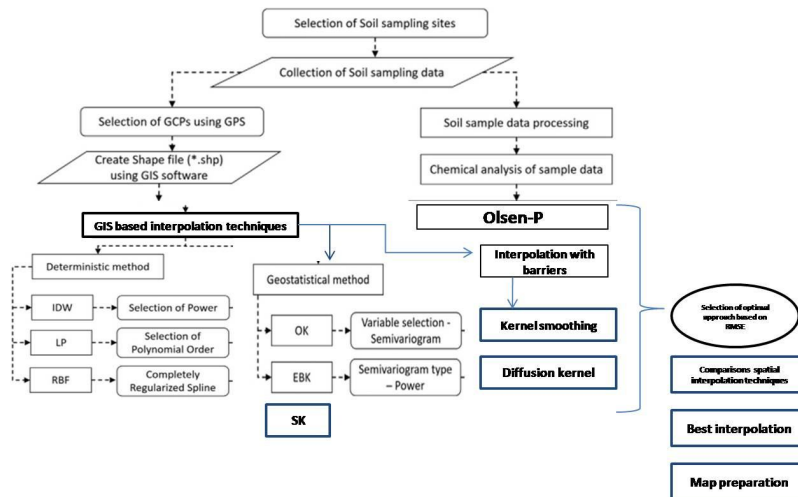 Selection of Soil sampling sites
Collection of Soil sampling data
Selection of GCPs using GPS
Create Shape file (*.shp)
using GIS software
Soil sample data processing
Chemical analysis of sample data
Olsen-P
GIS based interpolation techniques
Deterministic method
IDW
Selection of Power
LP
Selection of
Polynomial Order
RBF
Completely
Regularized Spline
Geostatistical method
OK
Variable selection -
Semivariogram
EBK
Semivariogram type
– Power
SK
Interpolation with
barriers
Kernel smoothing
Diffusion kernel
Selection of optimal
approach based on
RMSE
Comparisons spatial
interpolation techniques
Best interpolation
Map preparation